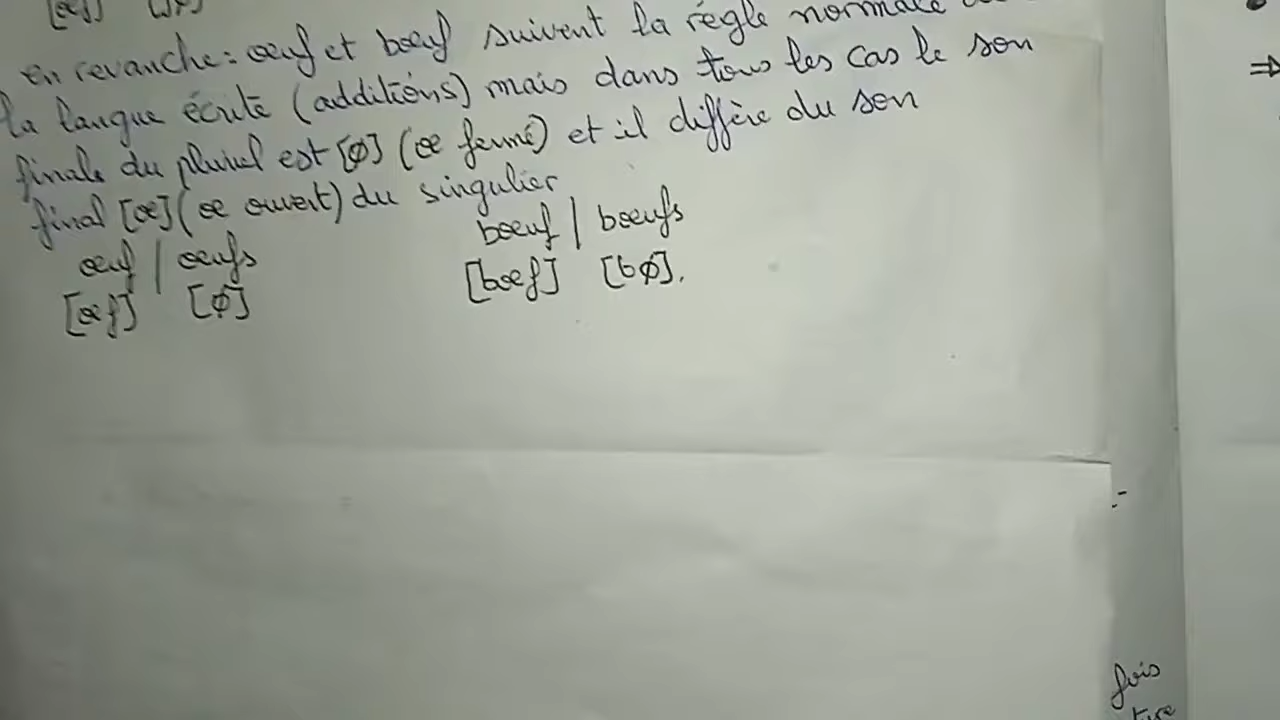 [œf]
en revanche : œuf et bœuf suivent la règle normale
la langue écrite (additions) mais dans tous les cas le son
finale du pluriel est [ø] (œ fermé) et il diffère du son
final [œ] (œ ouvert) du singulier
œuf | œufs bœuf | bœufs
[œf] [ø] [bœf] [bø].
⇒
fois